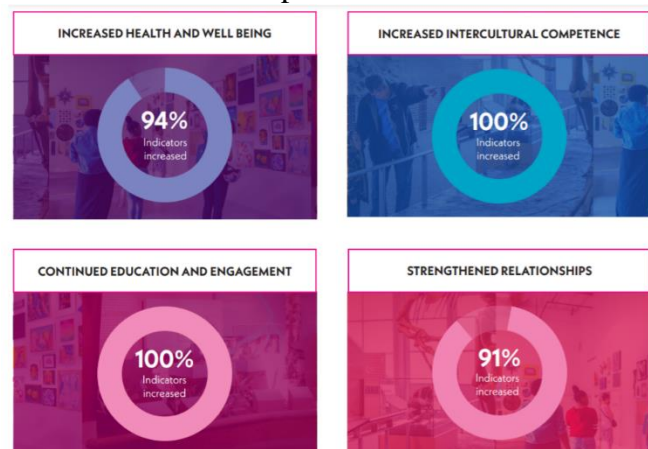 INCREASED HEALTH AND WELL BEING
94%
Indicators
increased
INCREASED INTERCULTURAL COMPETENCE
100%
Indicators
increased
CONTINUED EDUCATION AND ENGAGEMENT
100%
Indicators
increased
STRENGTHENED RELATIONSHIPS
91%
Indicators
increased